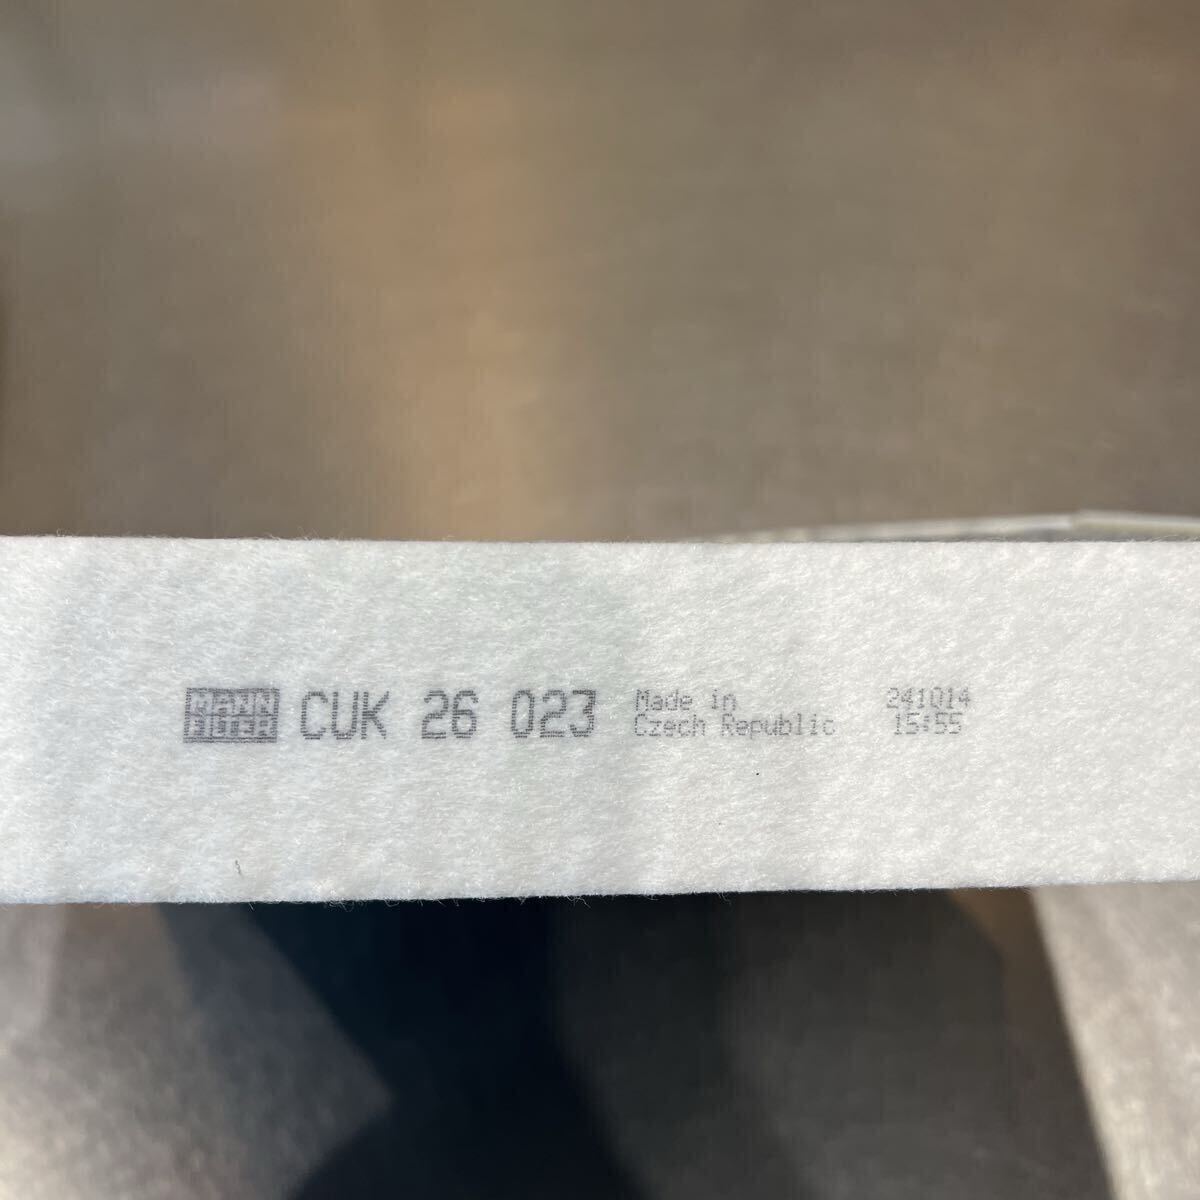 MANN
FILTER
CUK 26 023
Made in
Czech Republic
241014
15:55